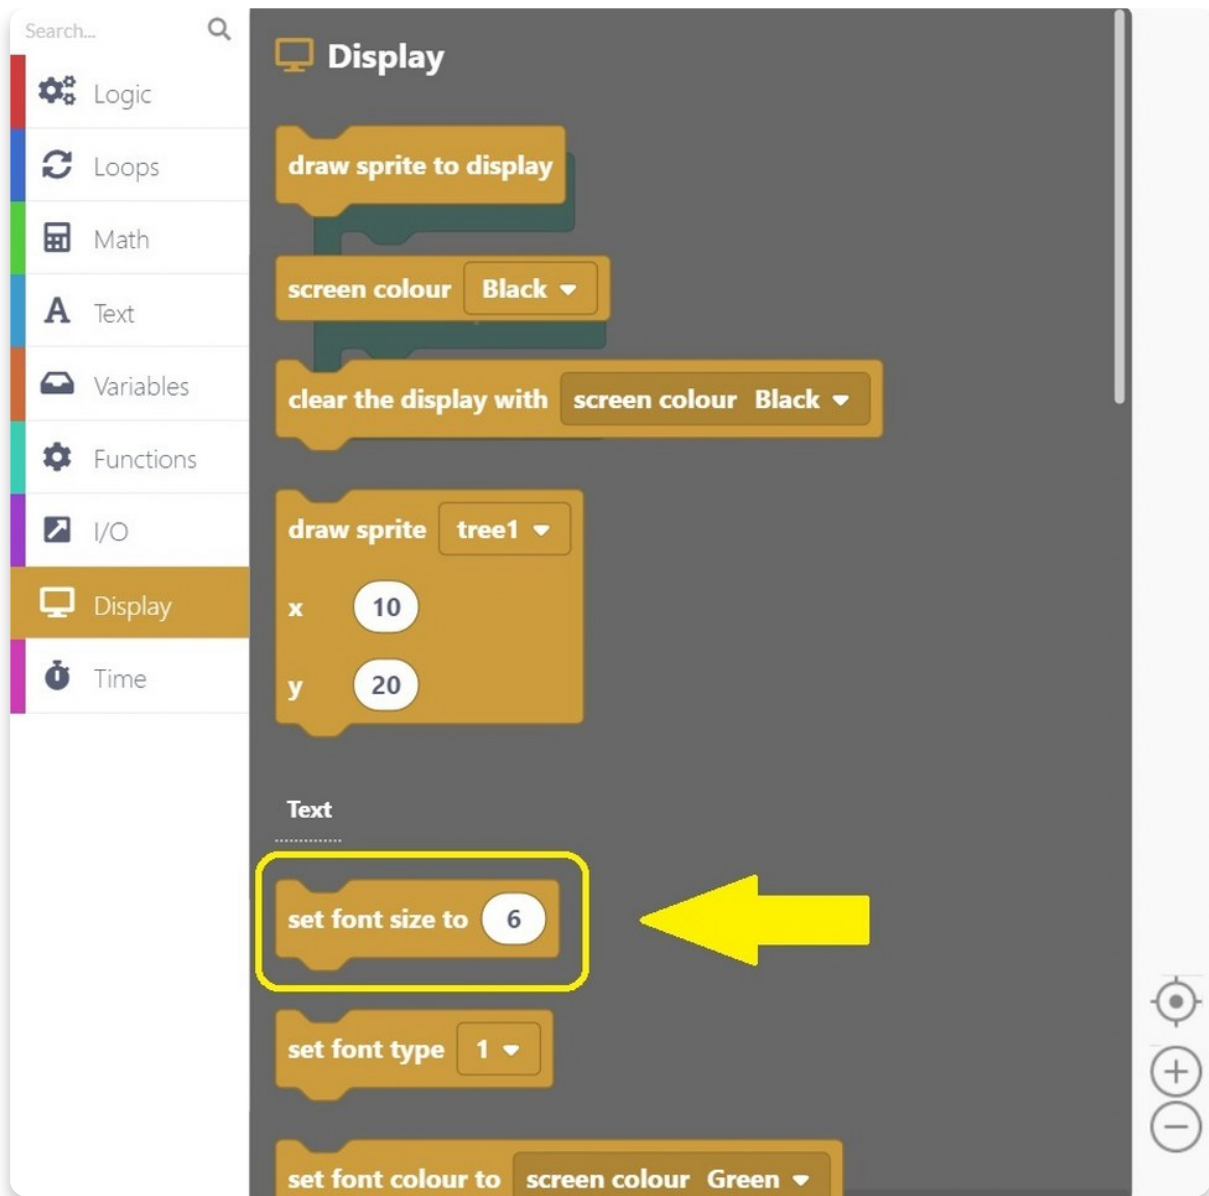 Search...
Logic
Loops
Math
Text
Variables
Functions
I/O
Display
Time
Display
draw sprite to display
screen colour Black
clear the display with screen colour Black
draw sprite tree1
x 10
y 20
Text
set font size to 6
set font type 1
set font colour to screen colour Green